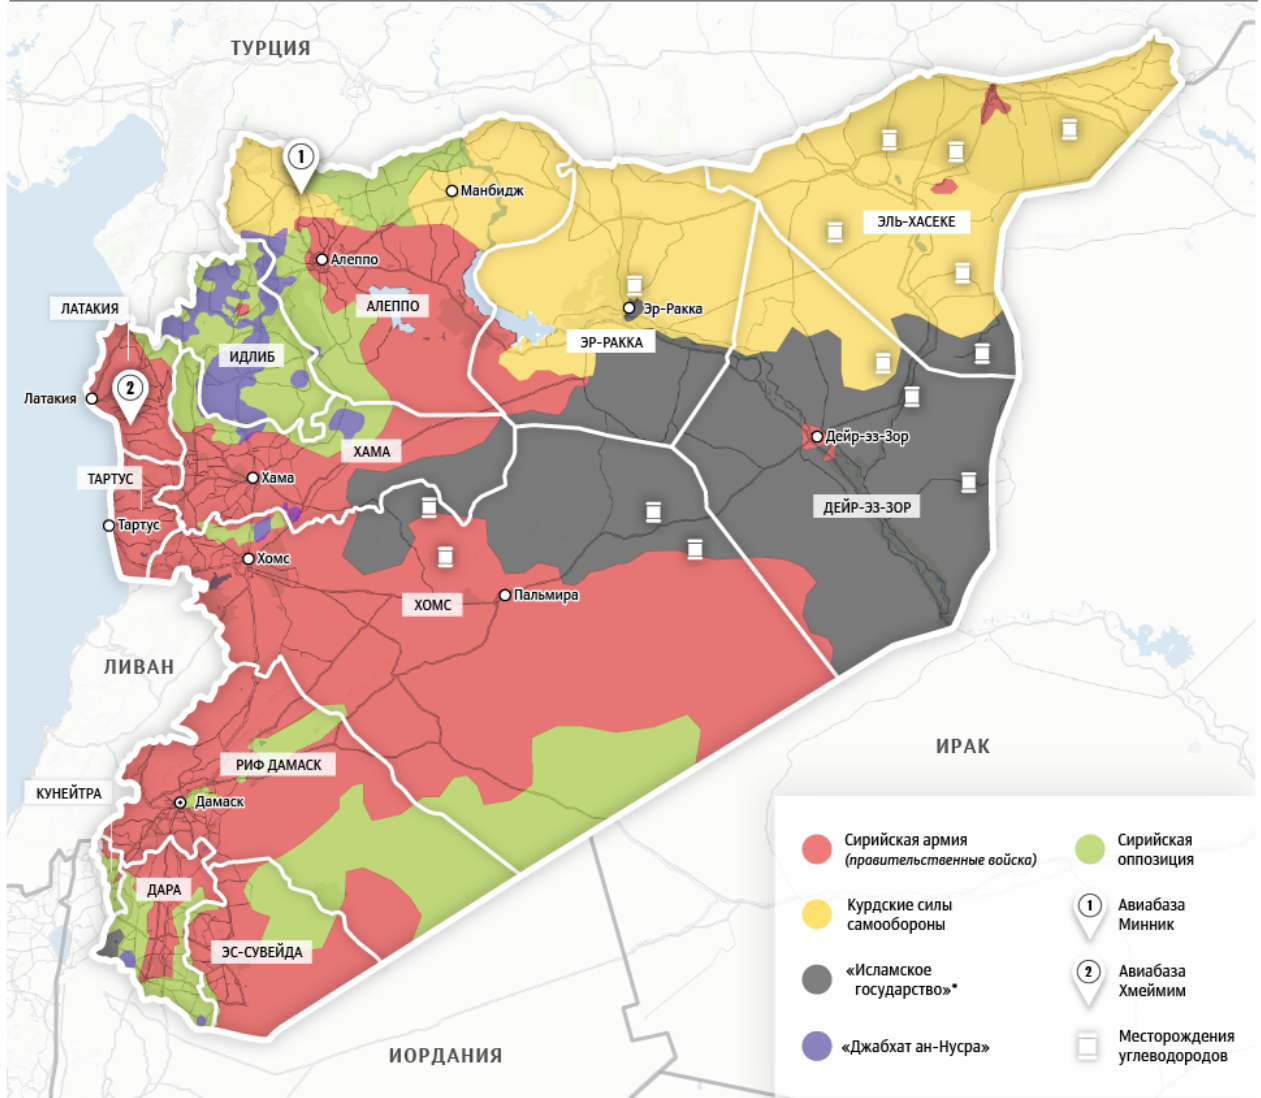 ТУРЦИЯ
1
Манбидж
ЭЛЬ-ХАСЕКЕ
Алеппо
ЛАТАКИЯ
АЛЕППО
Эр-Ракка
ЭР-РАККА
ИДЛИБ
2
Латакия
Дейр-эз-Зор
ХАМА
ТАРТУС
Хама
ДЕЙР-ЭЗ-ЗОР
Тартус
Хомс
Пальмира
ХОМС
ЛИВАН
ИРАК
РИФ ДАМАСК
КУНЕЙТРА
Дамаск
ДАРА
ЭС-СУВЕЙДА
ИОРДАНИЯ
Сирийская армия
(правительственные войска)
Курдские силы
самообороны
«Исламское
государство»*
«Джабхат ан-Нусра»
Сирийская
оппозиция
1
Авиабаза
Минник
2
Авиабаза
Хмеймим
Месторождения
углеводородов